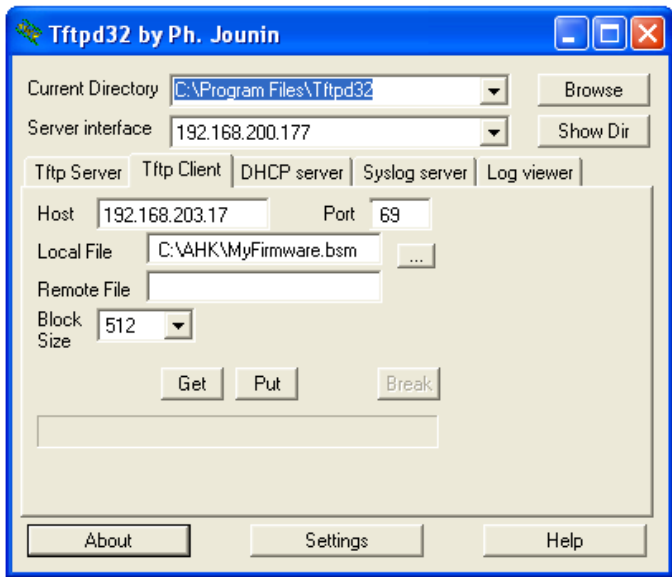 Tftpd32 by Ph. Jounin
Current Directory C:\Program Files\Tftpd32 Browse
Server interface 192.168.200.177 Show Dir
Tftp Server Tftp Client DHCP server Syslog server Log viewer
Host 192.168.203.17 Port 69
Local File C:\AHK\MyFirmware.bsm ...
Remote File
Block
Size 512
Get Put Break
About Settings Help